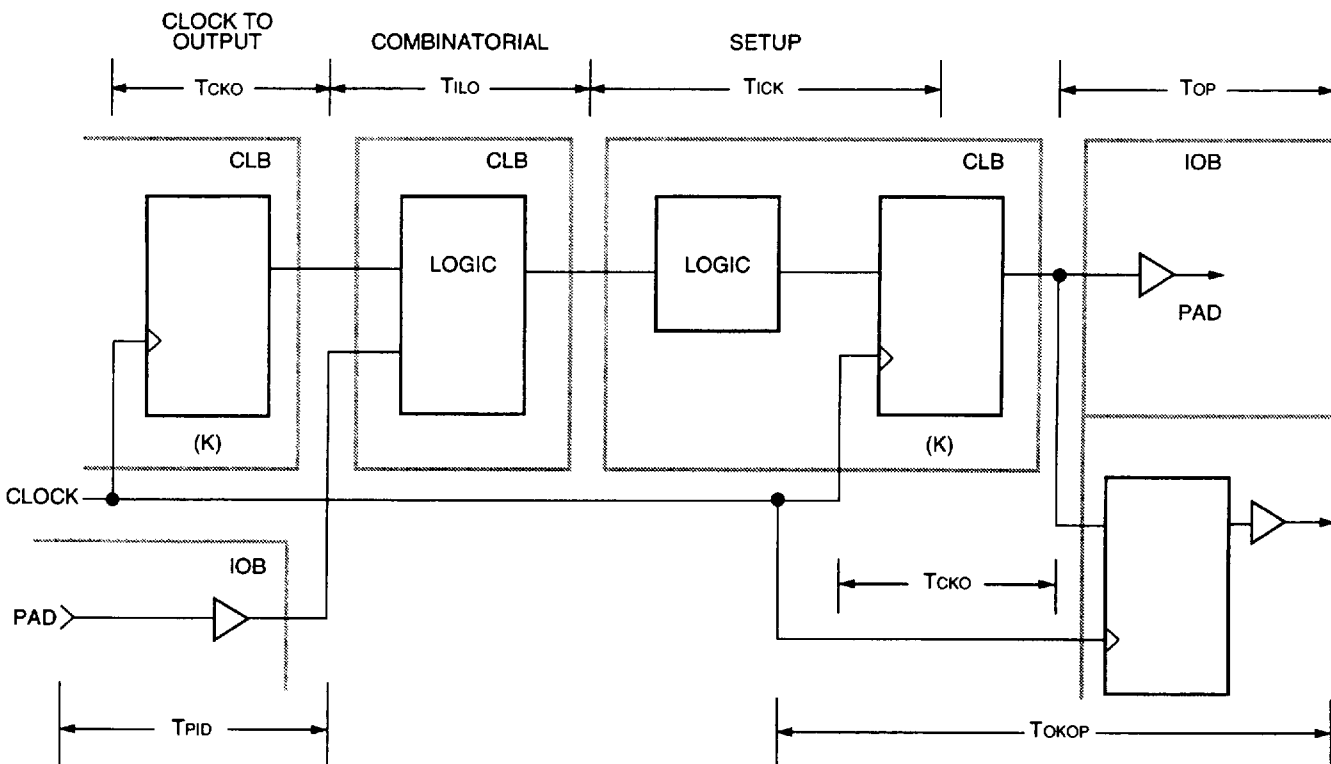 CLOCK TO
OUTPUT
COMBINATORIAL
SETUP
TCKO
TILO
TICK
TOP
CLB
CLB
CLB
IOB
LOGIC
LOGIC
PAD
(K)
(K)
CLOCK
IOB
TCKO
PAD
TPID
TOKOP